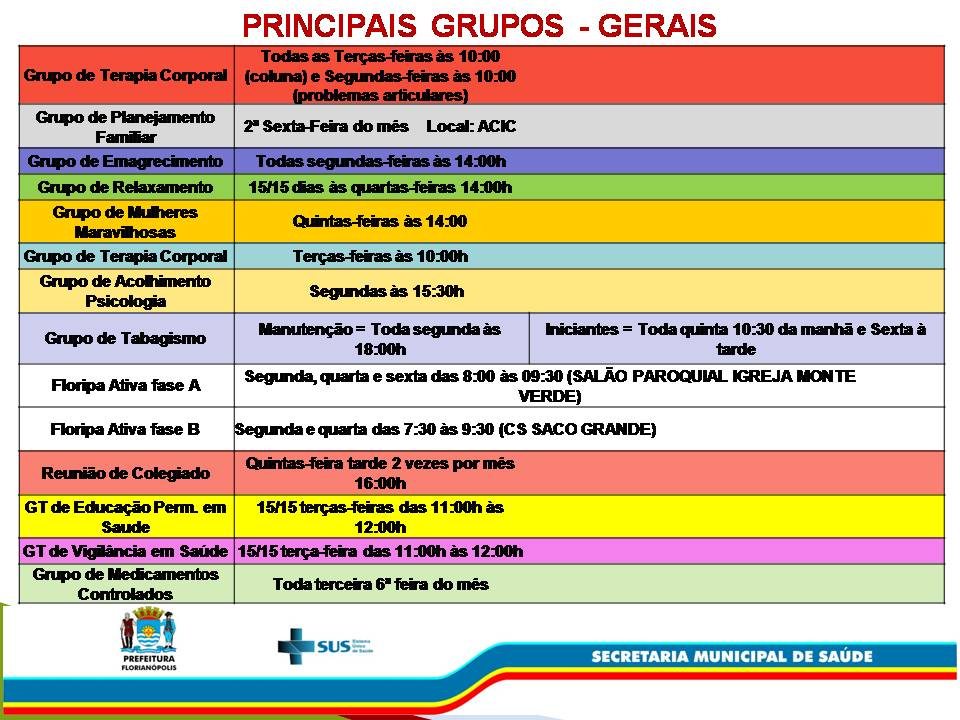 PRINCIPAIS GRUPOS - GERAIS
Grupo de Terapia Corporal
Todas as Terças-feiras às 10:00
(coluna) e Segundas-feiras às 10:00
(problemas articulares)
Grupo de Planejamento
Familiar
2ª Sexta-Feira do mês Local: ACIC
Grupo de Emagrecimento
Todas segundas-feiras às 14:00h
Grupo de Relaxamento
15/15 dias às quartas-feiras 14:00h
Grupo de Mulheres
Maravilhosas
Quintas-feiras às 14:00
Grupo de Terapia Corporal
Terças-feiras às 10:00h
Grupo de Acolhimento
Psicologia
Segundas às 15:30h
Grupo de Tabagismo
Manutenção = Toda segunda às
18:00h
Iniciantes = Toda quinta 10:30 da manhã e Sexta à
tarde
Floripa Ativa fase A
Segunda, quarta e sexta das 8:00 às 09:30 (SALÃO PAROQUIAL IGREJA MONTE
VERDE)
Floripa Ativa fase B
Segunda e quarta das 7:30 às 9:30 (CS SACO GRANDE)
Reunião de Colegiado
Quintas-feira tarde 2 vezes por mês
16:00h
GT de Educação Perm. em
Saude
15/15 terças-feiras das 11:00h às
12:00h
GT de Vigilância em Saúde
15/15 terça-feira das 11:00h às 12:00h
Grupo de Medicamentos
Controlados
Toda terceira 6ª feira do mês
PREFEITURA
FLORIANÓPOLIS
SUS
Sistema
Único
de Saúde
SECRETARIA MUNICIPAL DE SAÚDE